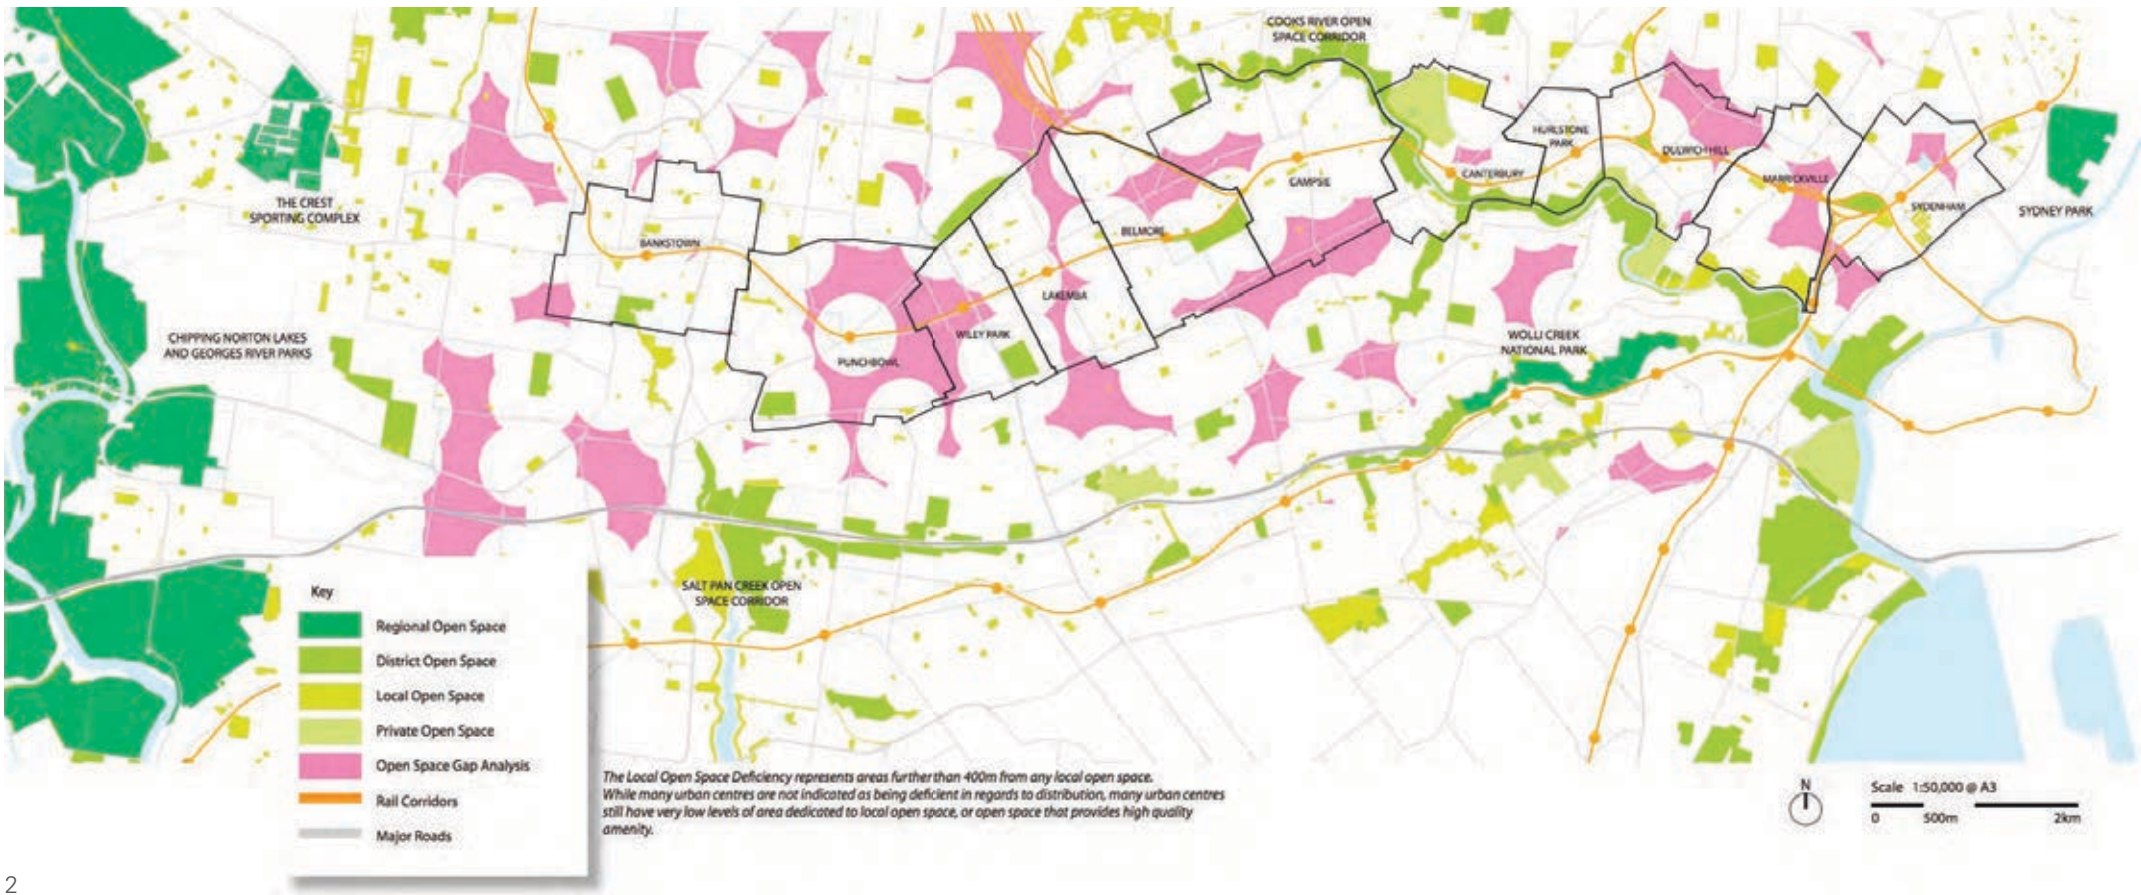 COOKS RIVER OPEN
SPACE CORRIDOR
HURLSTONE
PARK
DULWICH HILL
CANTERBURY
CAMPSIE
MARRICKVILLE
SYDENHAM
SYDNEY PARK
THE CREST
SPORTING COMPLEX
BANKSTOWN
BELMORE
LAKEMBA
WILEY PARK
PUNCHBOWL
CHIPPING NORTON LAKES
AND GEORGES RIVER PARKS
WOLLI CREEK
NATIONAL PARK
SALT PAN CREEK OPEN
SPACE CORRIDOR
Key
Regional Open Space
District Open Space
Local Open Space
Private Open Space
Open Space Gap Analysis
Rail Corridors
Major Roads
The Local Open Space Deficiency represents areas further than 400m from any local open space.
While many urban centres are not indicated as being deficient in regards to distribution, many urban centres
still have very low levels of area dedicated to local open space, or open space that provides high quality
amenity.
N
Scale 1:50,000 @ A3
0 500m 2km
2